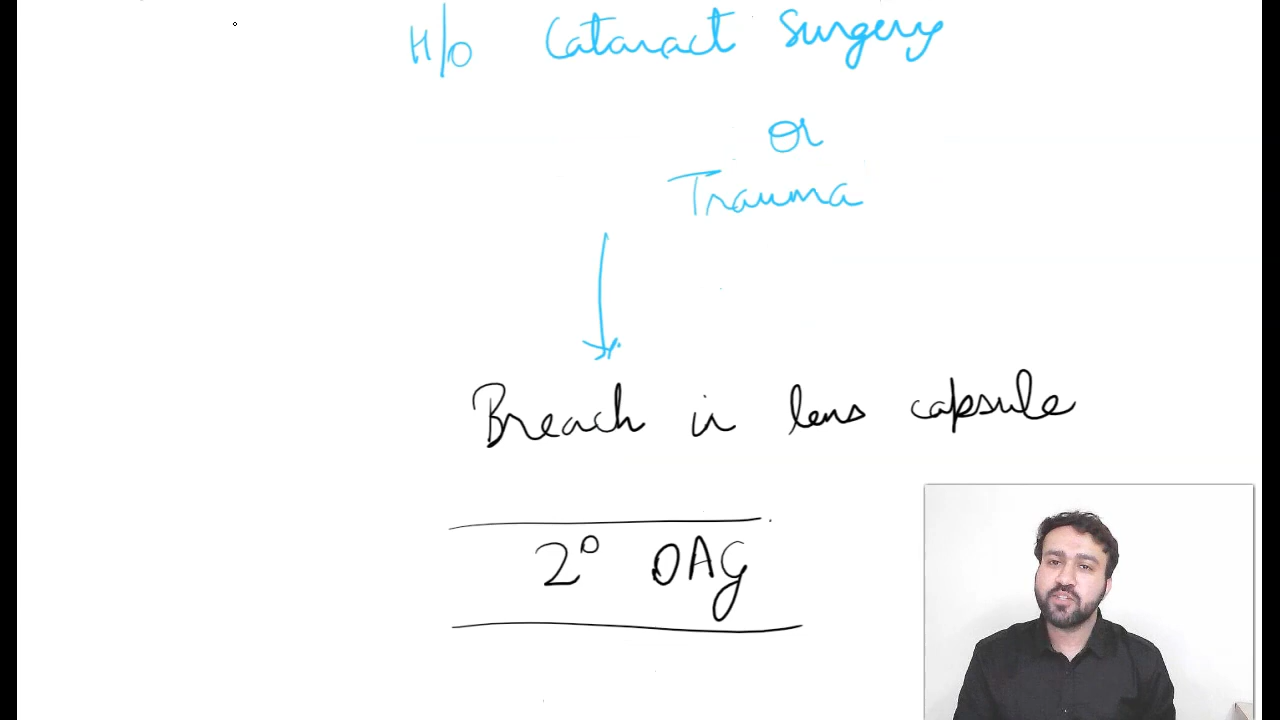 H/O Cataract Surgery
or
Trauma
Breach in lens capsule
2° OAG